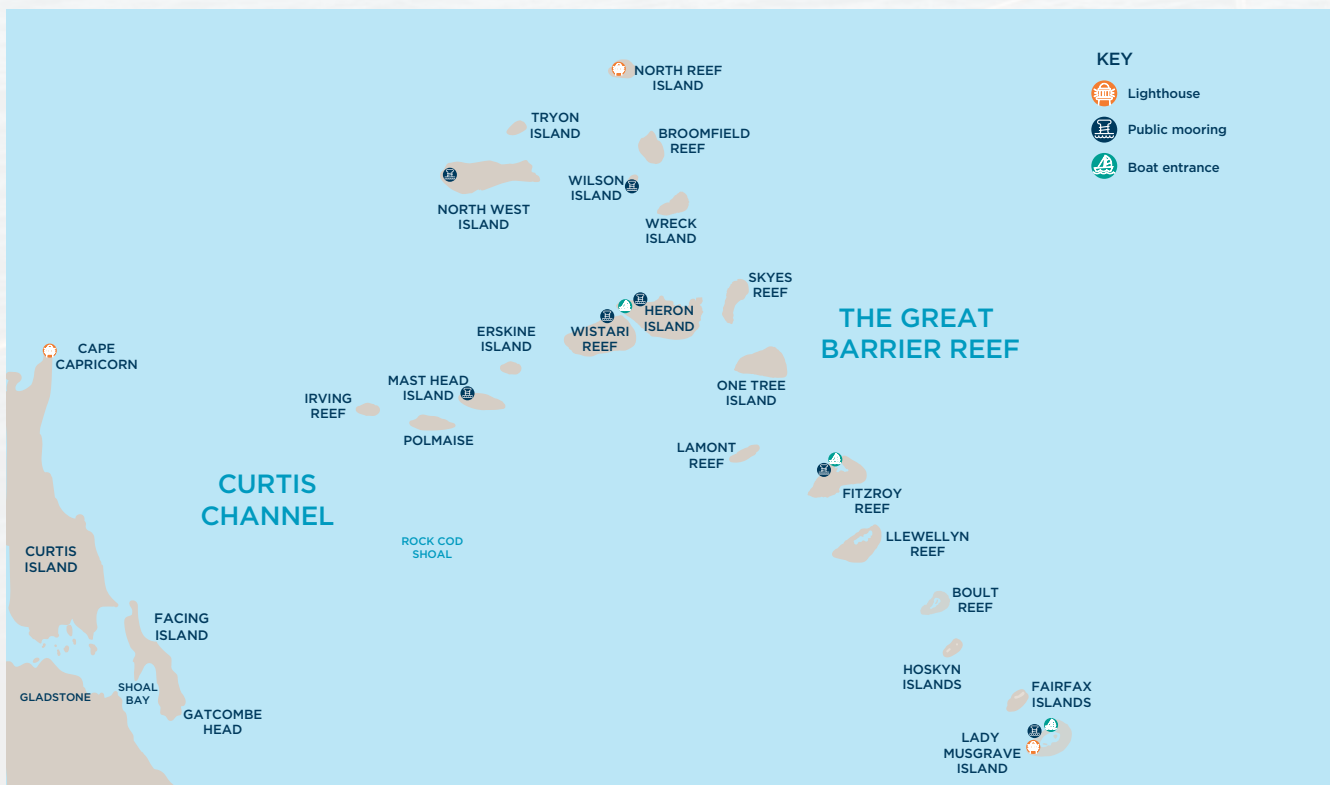 KEY
Lighthouse
Public mooring
Boat entrance
NORTH REEF
ISLAND
TRYON
ISLAND
BROOMFIELD
REEF
WILSON
ISLAND
NORTH WEST
ISLAND
WRECK
ISLAND
SKYES
REEF
HERON
ISLAND
WISTARI
REEF
THE GREAT
BARRIER REEF
ERSKINE
ISLAND
CAPE
CAPRICORN
MAST HEAD
ISLAND
ONE TREE
ISLAND
IRVING
REEF
POLMAISE
LAMONT
REEF
CURTIS
CHANNEL
FITZROY
REEF
ROCK COD
SHOAL
LLEWELLYN
REEF
CURTIS
ISLAND
BOULT
REEF
FACING
ISLAND
HOSKYN
ISLANDS
GLADSTONE
SHOAL
BAY
FAIRFAX
ISLANDS
GATCOMBE
HEAD
LADY
MUSGRAVE
ISLAND